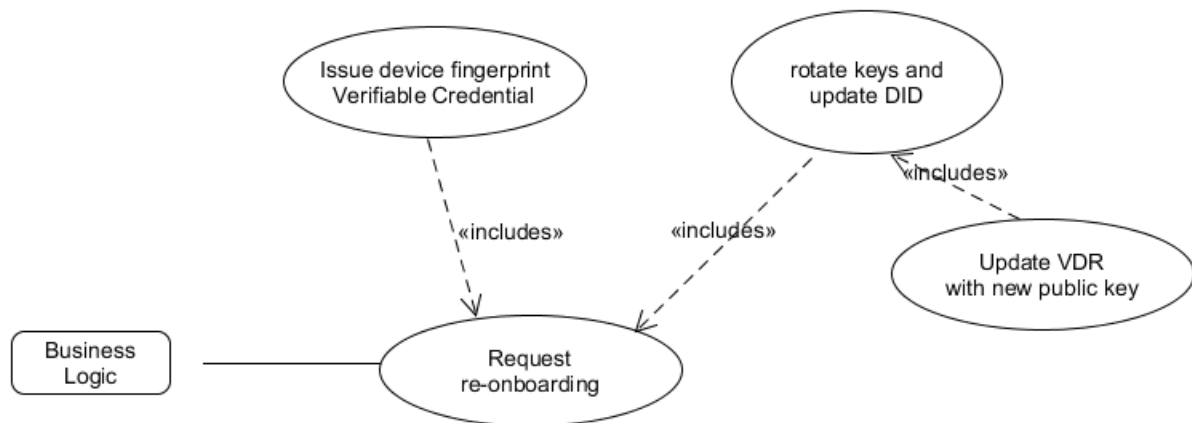 Issue device fingerprint
Verifiable Credential
rotate keys and
update DID
«includes»
«includes»
«includes»
Update VDR
with new public key
Business
Logic
Request
re-onboarding